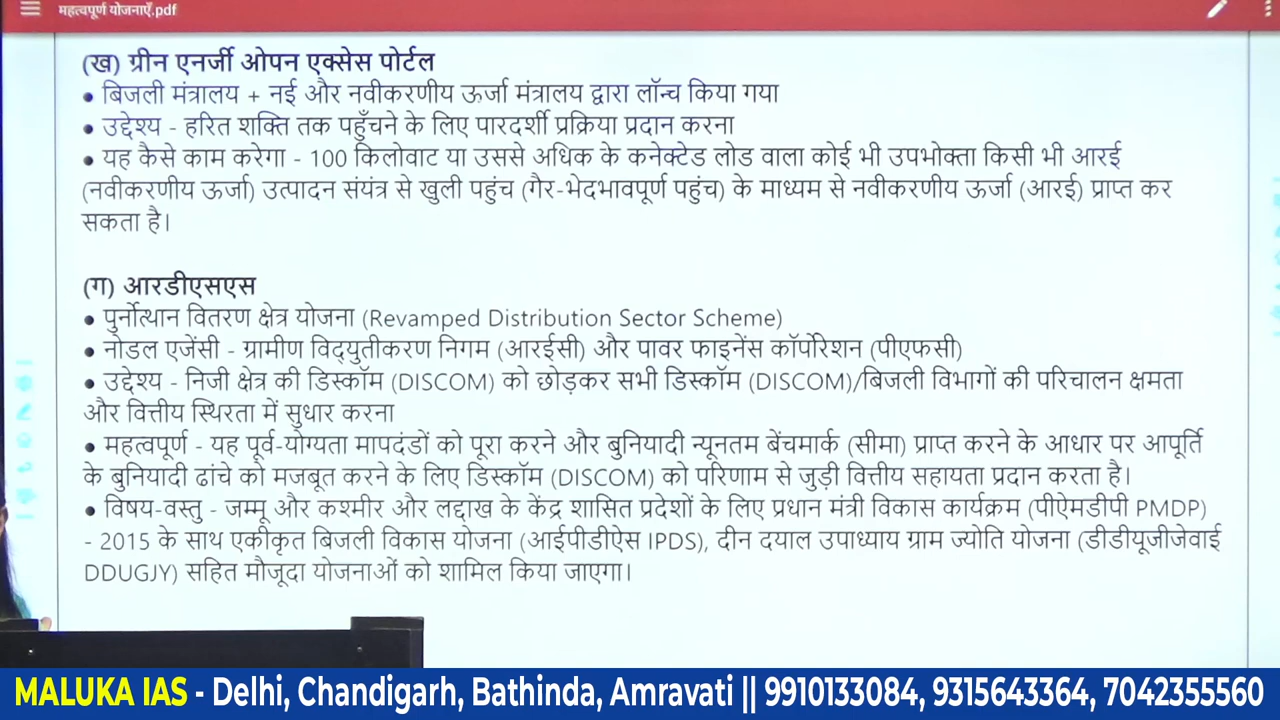 महत्वपूर्ण योजनाएँ.pdf
(ख) ग्रीन एनर्जी ओपन एक्सेस पोर्टल
• बिजली मंत्रालय + नई और नवीकरणीय ऊर्जा मंत्रालय द्वारा लॉन्च किया गया
• उद्देश्य - हरित शक्ति तक पहुँचने के लिए पारदर्शी प्रक्रिया प्रदान करना
• यह कैसे काम करेगा - 100 किलोवाट या उससे अधिक के कनेक्टेड लोड वाला कोई भी उपभोक्ता किसी भी आरई
(नवीकरणीय ऊर्जा) उत्पादन संयंत्र से खुली पहुंच (गैर-भेदभावपूर्ण पहुंच) के माध्यम से नवीकरणीय ऊर्जा (आरई) प्राप्त कर
सकता है।
(ग) आरडीएसएस
• पुर्नोत्थान वितरण क्षेत्र योजना (Revamped Distribution Sector Scheme)
• नोडल एजेंसी - ग्रामीण विद्युतीकरण निगम (आरईसी) और पावर फाइनेंस कॉर्पोरेशन (पीएफसी)
• उद्देश्य - निजी क्षेत्र की डिस्कॉम (DISCOM) को छोड़कर सभी डिस्कॉम (DISCOM)/बिजली विभागों की परिचालन क्षमता
और वित्तीय स्थिरता में सुधार करना
• महत्वपूर्ण - यह पूर्व-योग्यता मापदंडों को पूरा करने और बुनियादी न्यूनतम बेंचमार्क (सीमा) प्राप्त करने के आधार पर आपूर्ति
के बुनियादी ढांचे को मजबूत करने के लिए डिस्कॉम (DISCOM) को परिणाम से जुड़ी वित्तीय सहायता प्रदान करता है।
• विषय-वस्तु - जम्मू और कश्मीर और लद्दाख के केंद्र शासित प्रदेशों के लिए प्रधान मंत्री विकास कार्यक्रम (पीऐमडीपी PMDP)
- 2015 के साथ एकीकृत बिजली विकास योजना (आईपीडीऐस IPDS), दीन दयाल उपाध्याय ग्राम ज्योति योजना (डीडीयूजीजेवाई
DDUGJY) सहित मौजूदा योजनाओं को शामिल किया जाएगा।
MALUKA IAS - Delhi, Chandigarh, Bathinda, Amravati || 9910133084, 9315643364, 7042355560